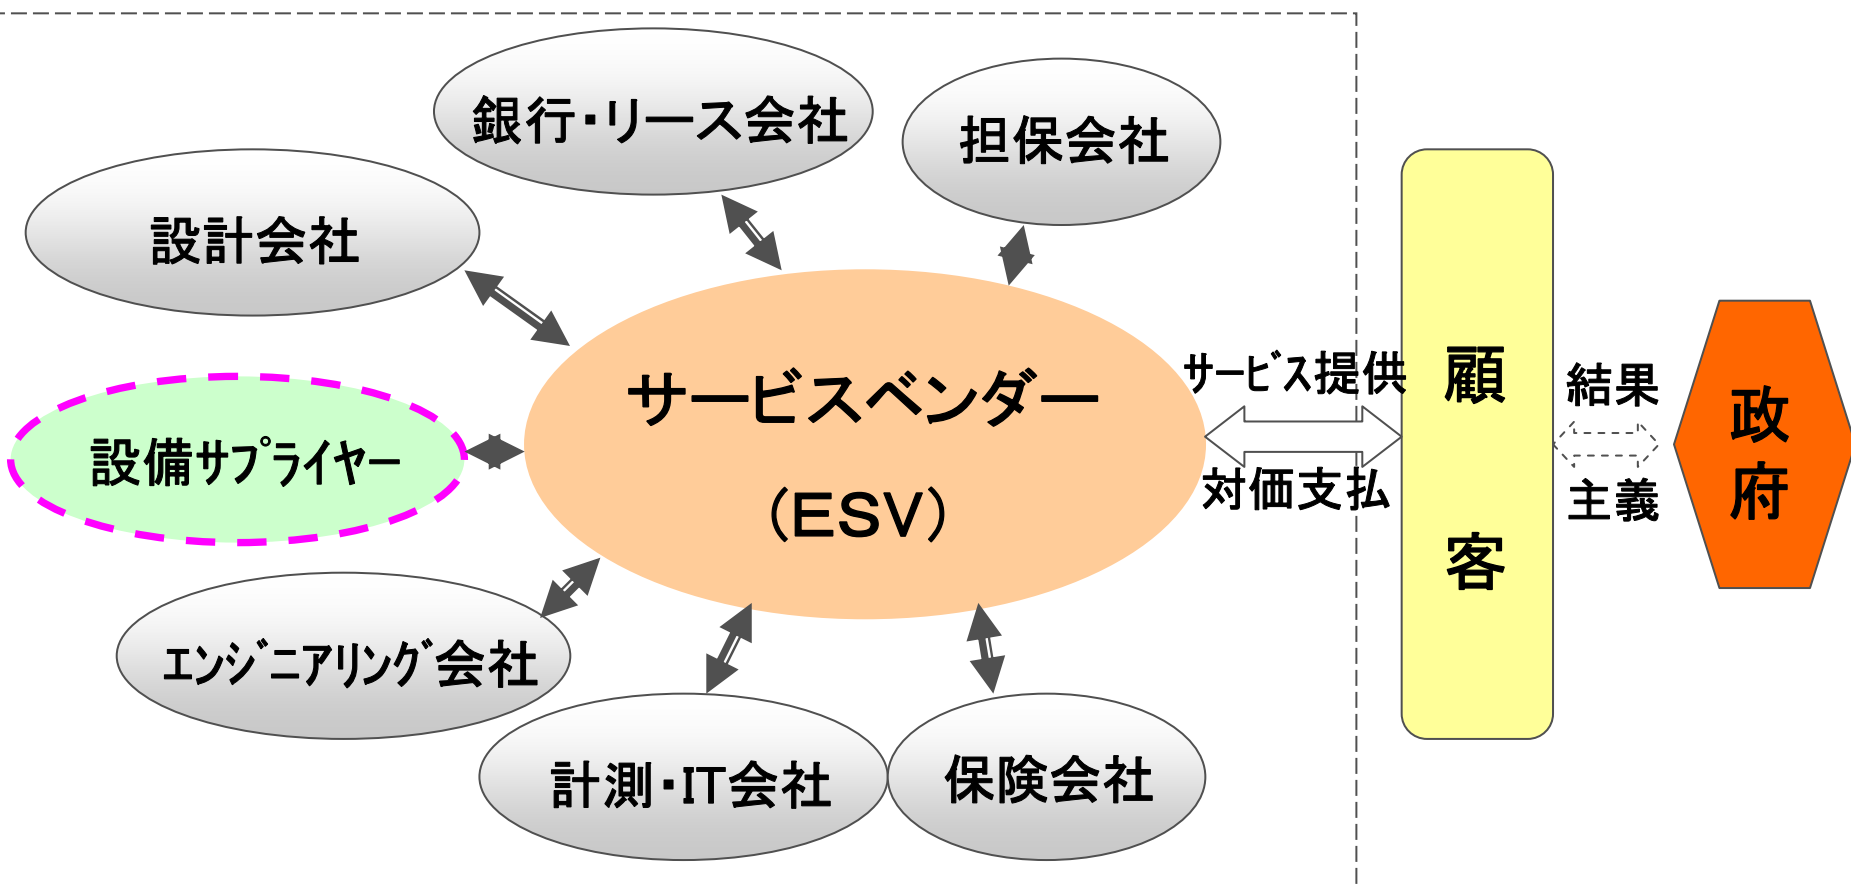 銀行・リース会社
担保会社
設計会社
サービスベンダー
(ESV)
設備サプライヤー
エンジニアリング会社
計測・IT会社
保険会社
サービス提供
対価支払
顧
客
結果
主義
政
府